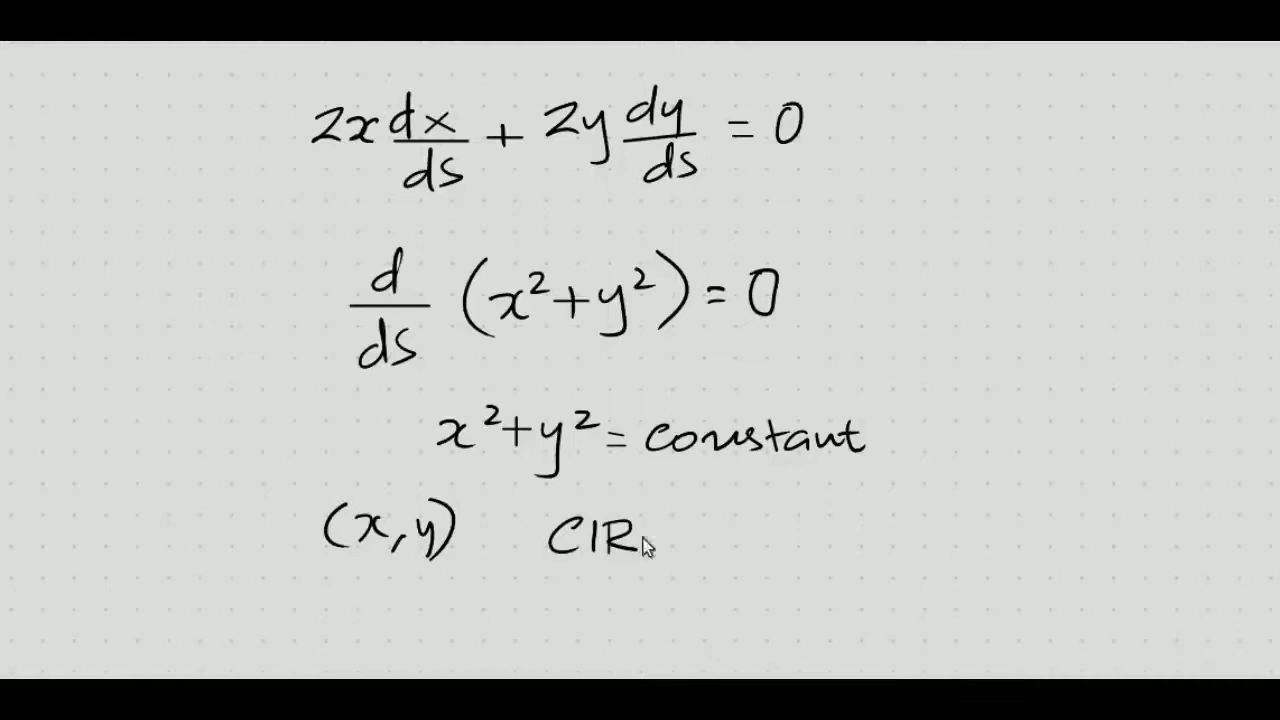 2x dx/ds + 2y dy/ds = 0
d/ds (x² + y²) = 0
x² + y² = constant
(x, y) CIR